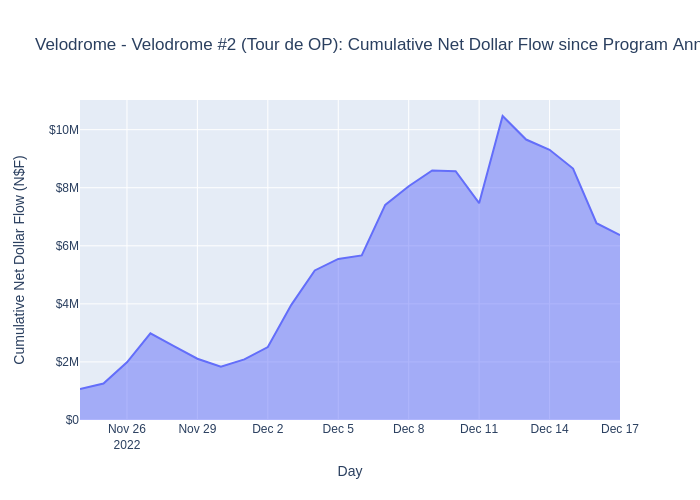 Velodrome - Velodrome #2 (Tour de OP): Cumulative Net Dollar Flow since Program Ann
Cumulative Net Dollar Flow (N$F)
$10M
$8M
$6M
$4M
$2M
$0
Nov 26 Nov 29 Dec 2 Dec 5 Dec 8 Dec 11 Dec 14 Dec 17
2022
Day